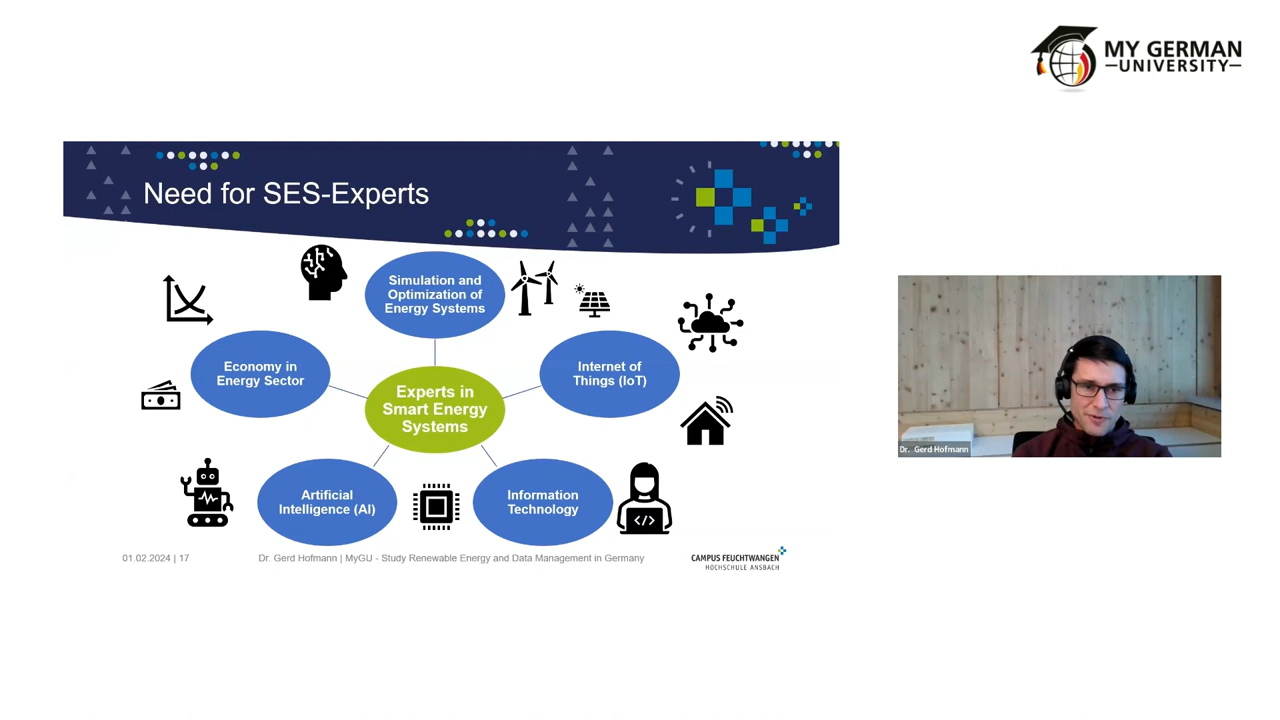 MY GERMAN
UNIVERSITY
Need for SES-Experts
Simulation and
Optimization of
Energy Systems
Economy in
Energy Sector
Internet of
Things (IoT)
Experts in
Smart Energy
Systems
Artificial
Intelligence (AI)
Information
Technology
</>
Dr. Gerd Hofmann
01.02.2024 | 17
Dr. Gerd Hofmann | MyGU - Study Renewable Energy and Data Management in Germany
CAMPUS FEUCHTWANGEN
HOCHSCHULE ANSBACH